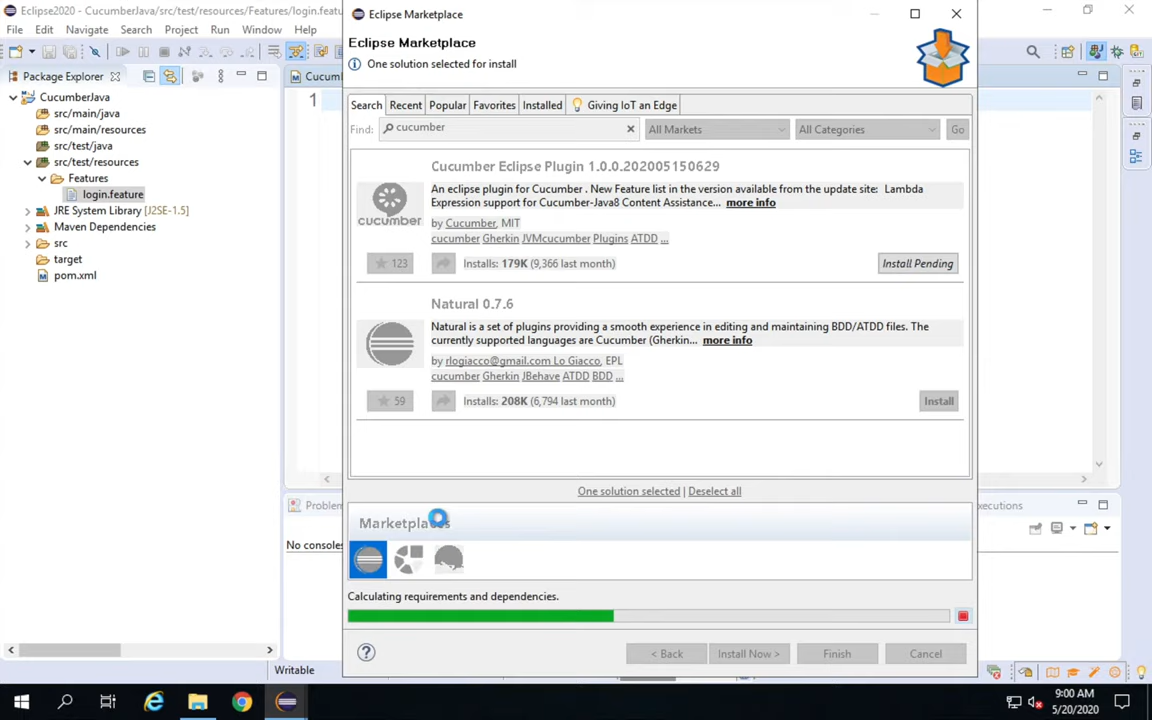 Eclipse2020 - CucumberJava/src/test/resources/Features/login.featu
File Edit Navigate Search Project Run Window Help
Package Explorer
CucumberJava
src/main/java
src/main/resources
src/test/java
src/test/resources
Features
login.feature
JRE System Library [J2SE-1.5]
Maven Dependencies
src
target
pom.xml
Cucum
1
Problem
No consoles
xecutions
Writable
Eclipse Marketplace
Eclipse Marketplace
One solution selected for install
Search Recent Popular Favorites Installed Giving IoT an Edge
Find: cucumber All Markets All Categories Go
Cucumber Eclipse Plugin 1.0.0.202005150629
An eclipse plugin for Cucumber . New Feature list in the version available from the update site: Lambda
Expression support for Cucumber-Java8 Content Assistance... more info
cucumber
by Cucumber, MIT
cucumber Gherkin JVMcucumber Plugins ATDD ...
123 Installs: 179K (9,366 last month) Install Pending
Natural 0.7.6
Natural is a set of plugins providing a smooth experience in editing and maintaining BDD/ATDD files. The
currently supported languages are Cucumber (Gherkin... more info
by rlogiacco@gmail.com Lo Giacco, EPL
cucumber Gherkin JBehave ATDD BDD ...
59 Installs: 208K (6,794 last month) Install
One solution selected | Deselect all
Marketplaces
Calculating requirements and dependencies.
< Back Install Now > Finish Cancel
9:00 AM
5/20/2020